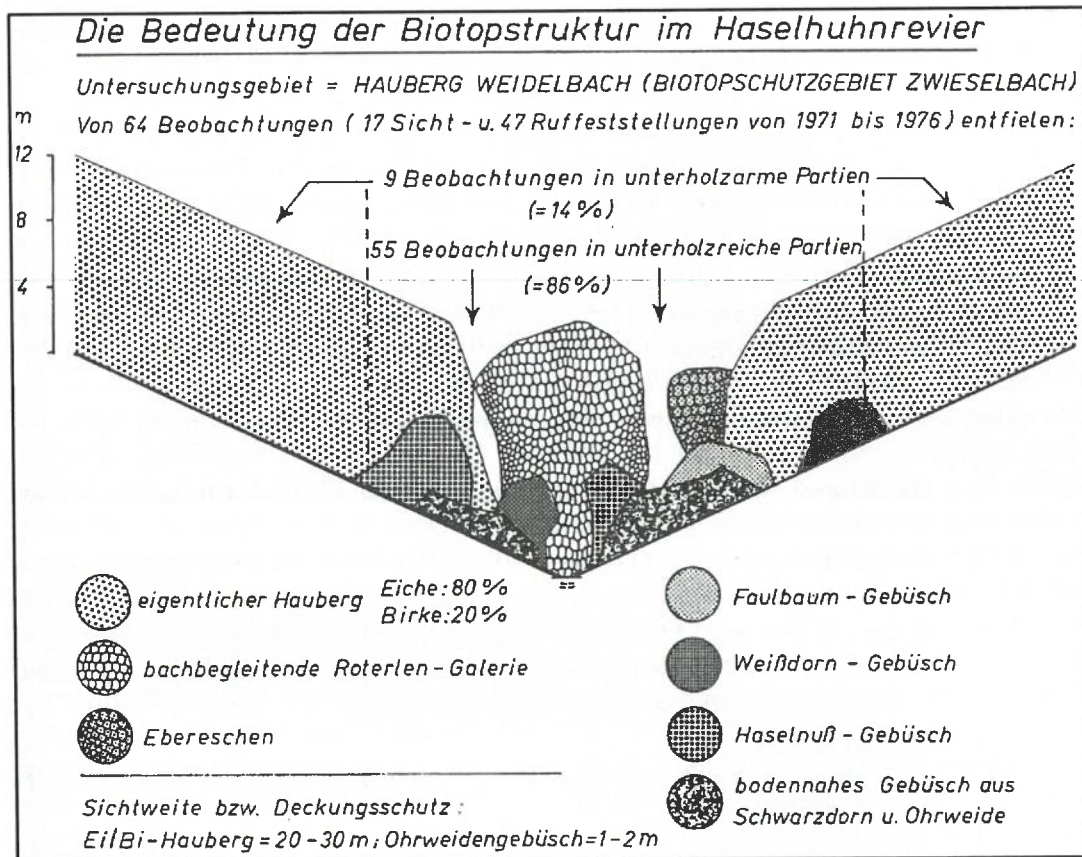 Die Bedeutung der Biotopstruktur im Haselhuhnrevier
Untersuchungsgebiet = HAUBERG WEIDELBACH (BIOTOPSCHUTZGEBIET ZWIESELBACH)
Von 64 Beobachtungen (17 Sicht- u. 47 Ruffeststellungen von 1971 bis 1976) entfielen:
m
12
8
4
9 Beobachtungen in unterholzarme Partien
(=14%)
55 Beobachtungen in unterholzreiche Partien
(=86%)
eigentlicher Hauberg Eiche: 80%
Birke: 20%
bachbegleitende Roterlen-Galerie
Ebereschen
Faulbaum-Gebüsch
Weißdorn-Gebüsch
Haselnuß-Gebüsch
bodennahes Gebüsch aus
Schwarzdorn u. Ohrweide
Sichtweite bzw. Deckungsschutz:
Ei/Bi-Hauberg = 20-30 m; Ohrweidengebüsch = 1-2 m